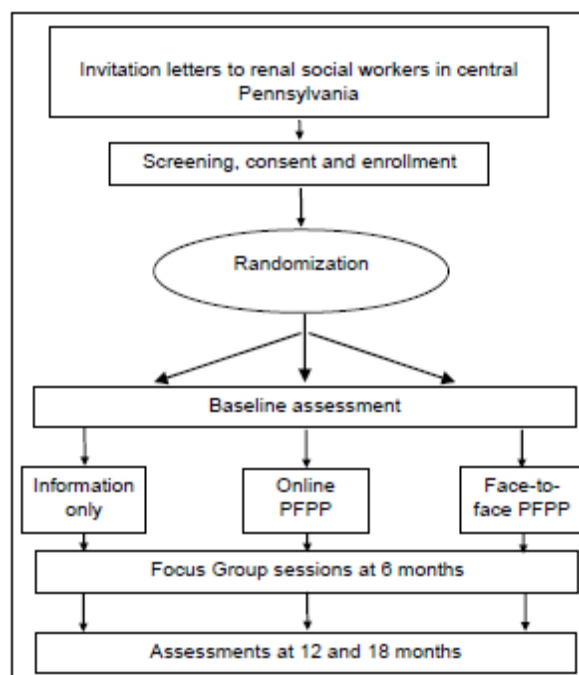 Invitation letters to renal social workers in central
Pennsylvania
Screening, consent and enrollment
Randomization
Baseline assessment
Information
only
Online
PFPP
Face-to-
face PFPP
Focus Group sessions at 6 months
Assessments at 12 and 18 months